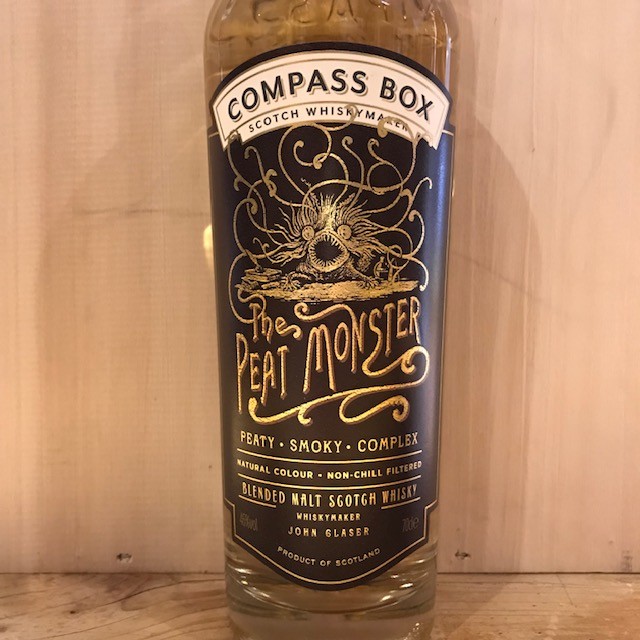 COMPASS BOX
SCOTCH WHISKYMAKER
The
PEAT MONSTER
PEATY • SMOKY • COMPLEX
NATURAL COLOUR - NON-CHILL FILTERED
BLENDED MALT SCOTCH WHISKY
WHISKYMAKER
JOHN GLASER
70cle
PRODUCT OF SCOTLAND